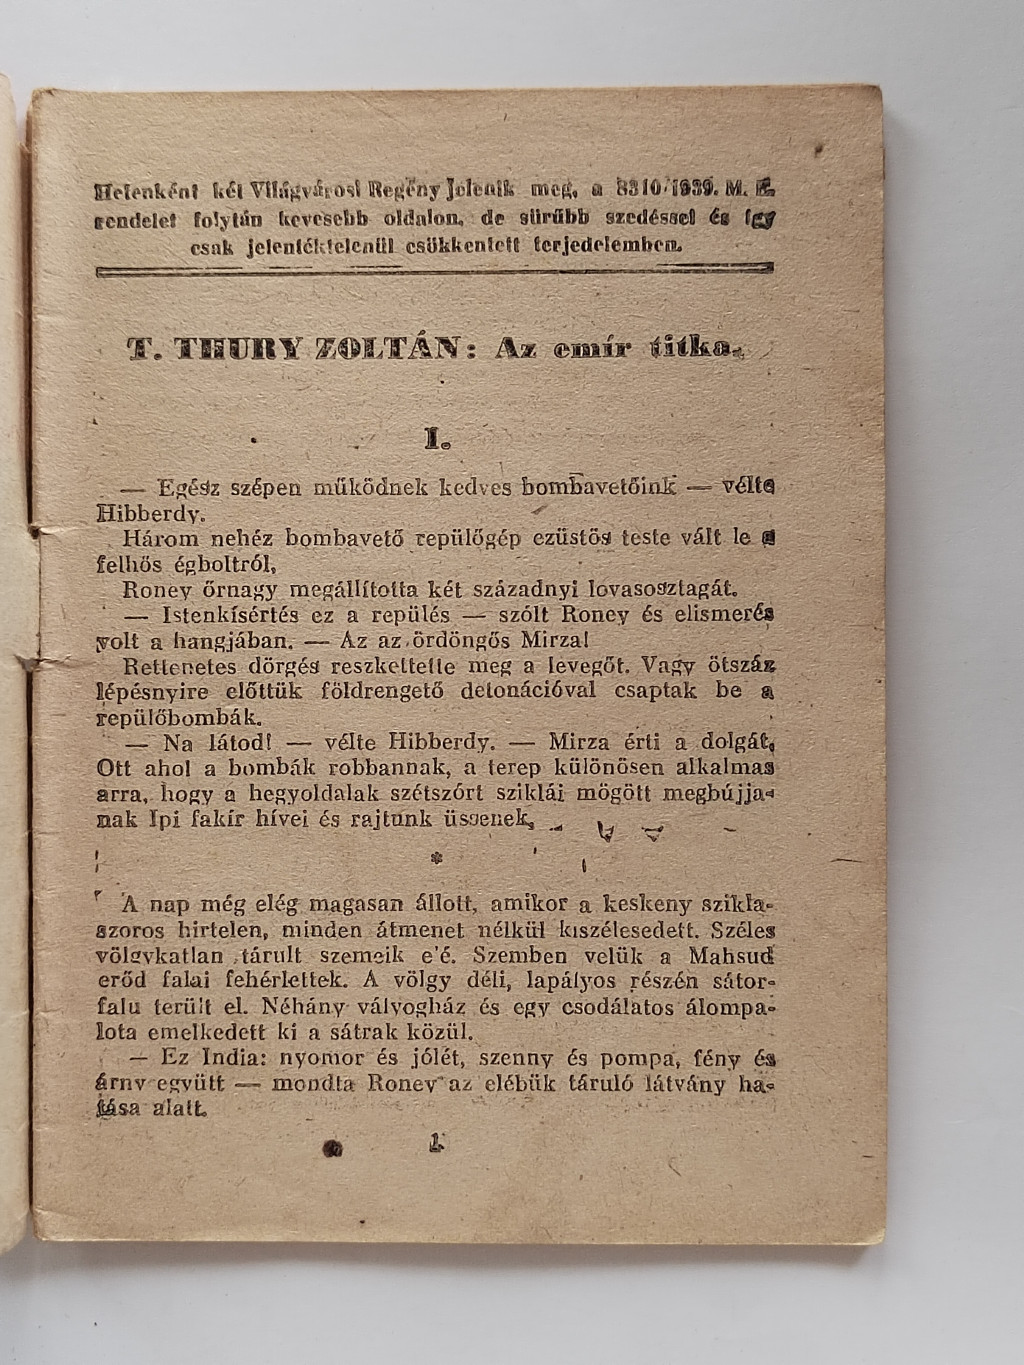 Hetenként két Világvárosi Regény Jelenik meg, a 8310/1939. M. E.
rendelet folytán kevesebb oldalon, de sürűbb szedéssel és így
csak jelentéktelenül csökkentett terjedelemben.
T. THURY ZOLTÁN: Az emír titka.
I.
— Egész szépen működnek kedves bombavetőink — vélte
Hibberdy.
Három nehéz bombavető repülőgép ezüstös teste vált le a
felhős égboltról,
Roney őrnagy megállította két századnyi lovasosztagát.
— Istenkísértés ez a repülés — szólt Roney és elismerés
volt a hangjában. — Az az ördöngős Mirza!
Rettenetes dörgés reszkettette meg a levegőt. Vagy ötszáz
lépésnyire előttük földrengető detonációval csaptak be a
repülőbombák.
— Na látod! — vélte Hibberdy. — Mirza érti a dolgát,
Ott ahol a bombák robbannak, a terep különösen alkalmas
arra, hogy a hegyoldalak szétszórt sziklái mögött megbújja-
nak Ipi fakír hívei és rajtunk üssenek,
*
A nap még elég magasan állott, amikor a keskeny szikla-
szoros hirtelen, minden átmenet nélkül kiszélesedett. Széles
völgykatlan tárult szemeik e'é. Szemben velük a Mahsud
erőd falai fehérlettek. A völgy déli, lapályos részén sátor-
falu terült el. Néhány vályogház és egy csodálatos álompa-
lota emelkedett ki a sátrak közül.
— Ez India: nyomor és jólét, szenny és pompa, fény és
árny együtt — mondta Roney az elébük táruló látvány ha-
tása alatt.
1.